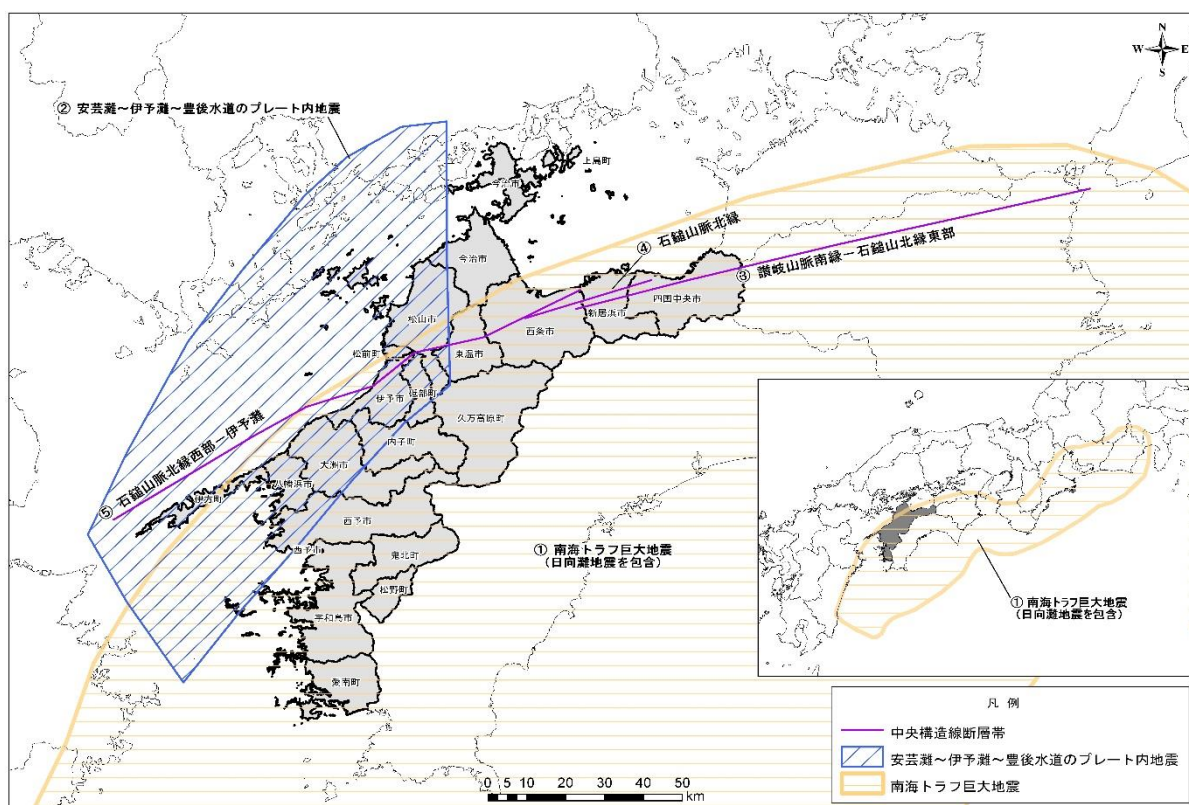 N
W E
S
② 安芸灘～伊予灘～豊後水道のプレート内地震
上島町
今治市
④ 石鎚山脈北縁
③ 讃岐山脈南縁－石鎚山北縁東部
今治市
四国中央市
新居浜市
松山市
西条市
松前町
東温市
伊予市
砥部町
久万高原町
⑤ 石鎚山脈北縁西部－伊予灘
内子町
大洲市
伊方町
八幡浜市
西予市
西予市
鬼北町
① 南海トラフ巨大地震
（日向灘地震を包含）
松野町
宇和島市
愛南町
① 南海トラフ巨大地震
（日向灘地震を包含）
凡 例
中央構造線断層帯
安芸灘～伊予灘～豊後水道のプレート内地震
南海トラフ巨大地震
0 5 10 20 30 40 50
km